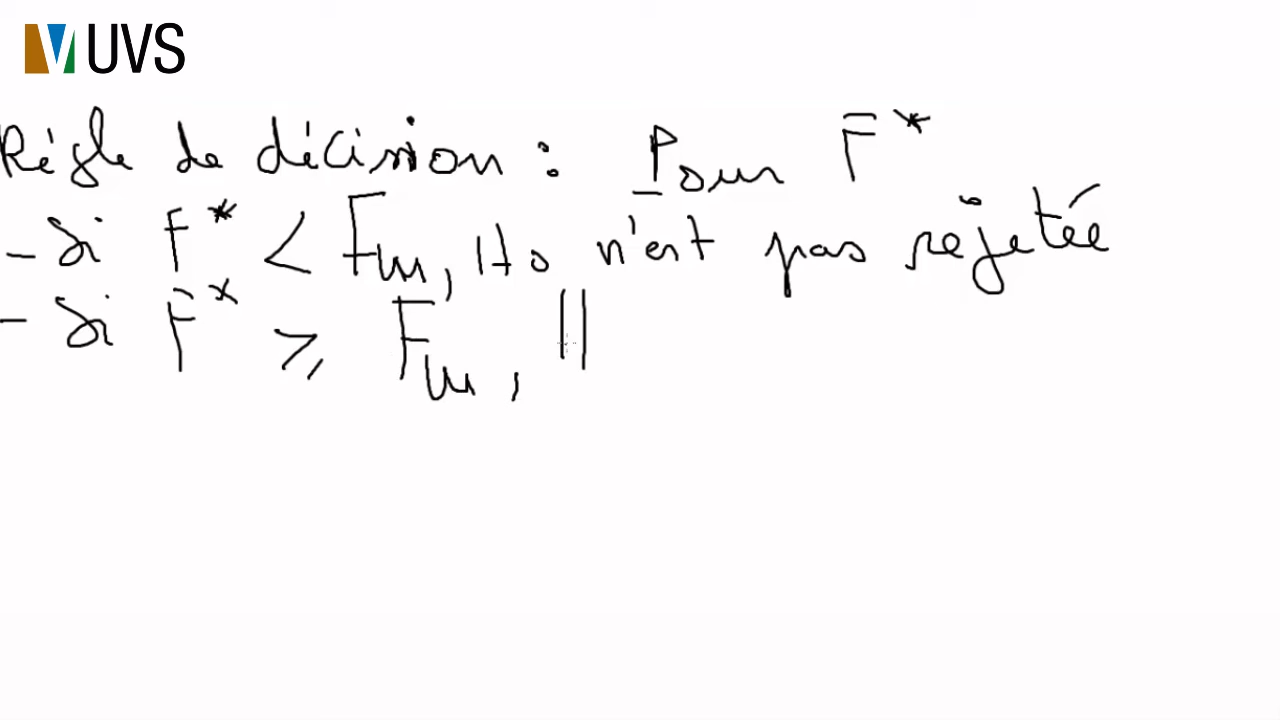 UVS
Règle de décision : Pour F*
- si F* < Fm, H0 n'est pas rejetée
- si F* ⩾ Fm,